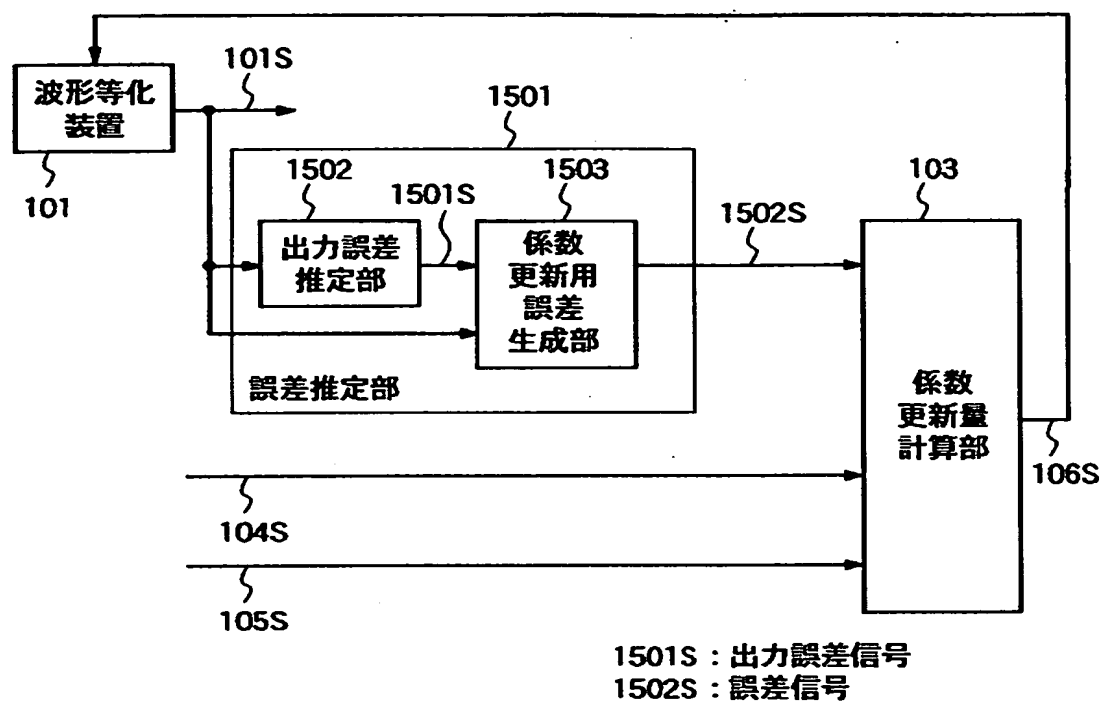 波形等化
装置
101
101S
1501
1502
1501S
1503
1502S
103
出力誤差
推定部
係数
更新用
誤差
生成部
誤差推定部
係数
更新量
計算部
106S
104S
105S
1501S：出力誤差信号
1502S：誤差信号